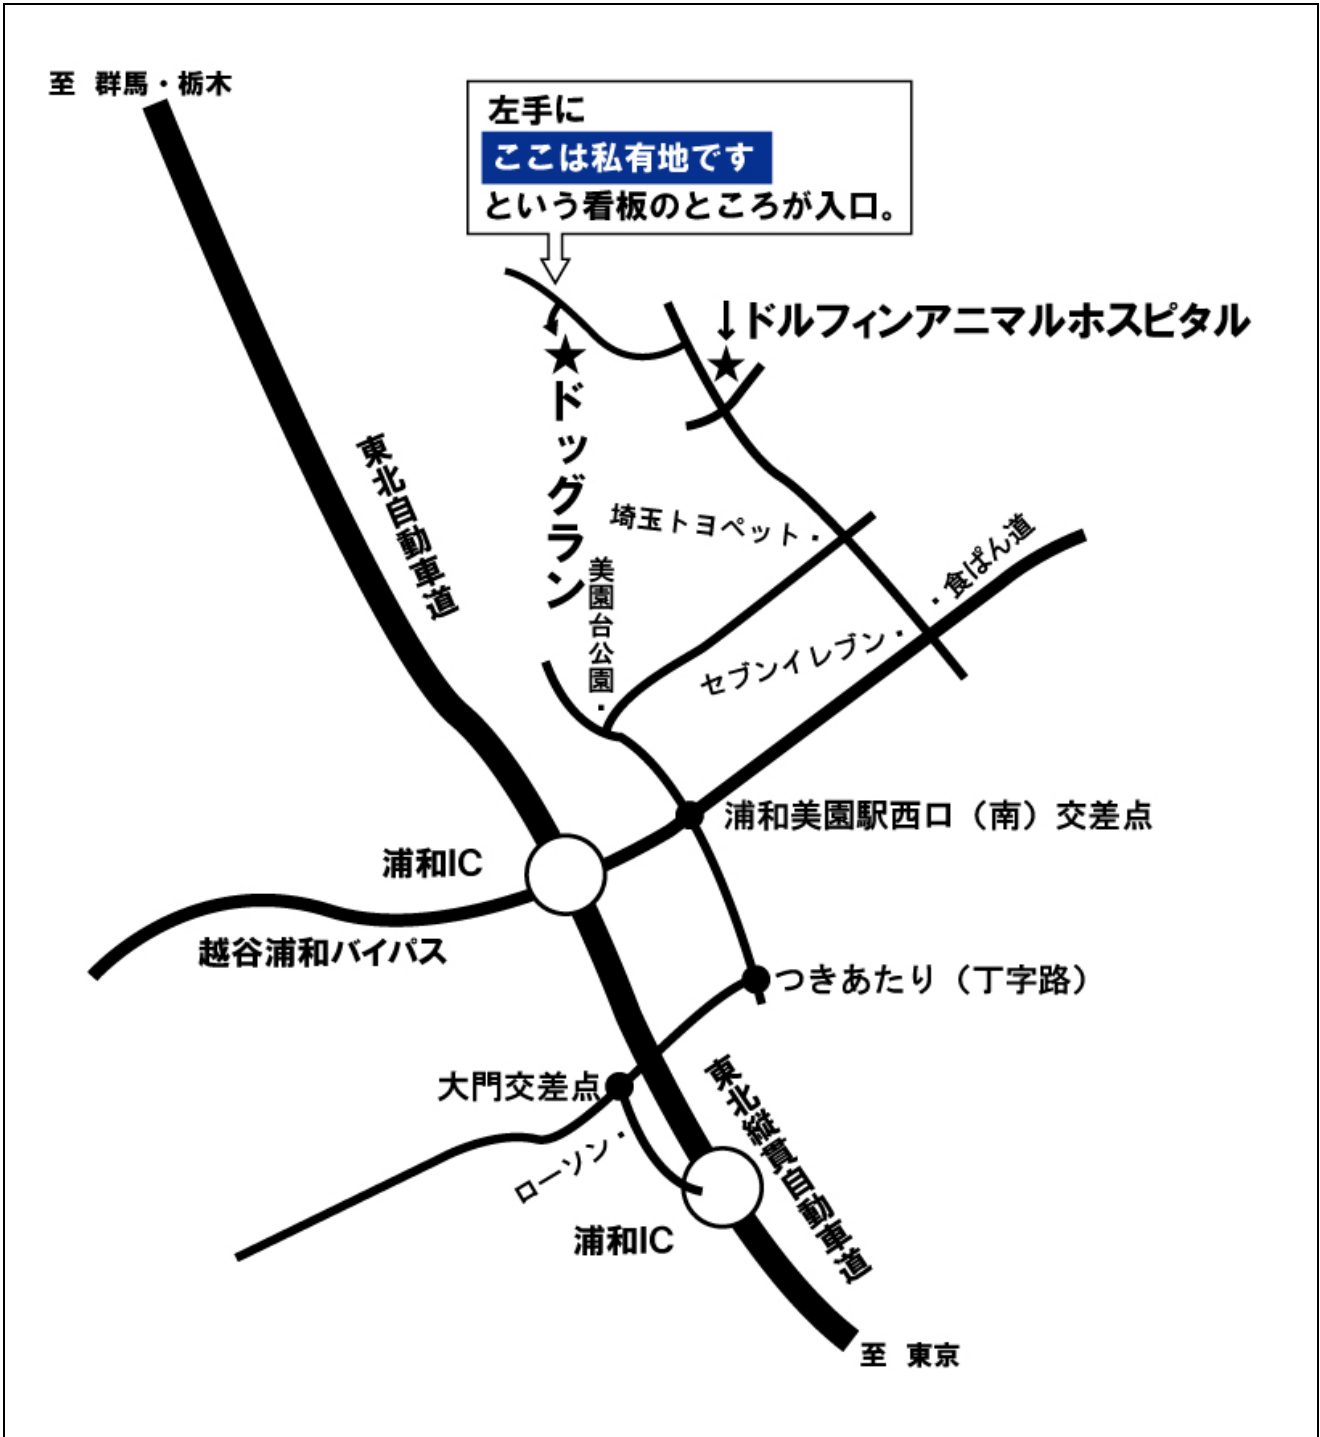 至 群馬・栃木
左手に
ここは私有地です
という看板のところが入口。
↓ドルフィンアニマルホスピタル
★
★
ドッグラン
東北自動車道
埼玉トヨペット・
・食ぱん道
美園台公園・
セブンイレブン・
浦和美園駅西口（南）交差点
浦和IC
越谷浦和バイパス
つきあたり（丁字路）
大門交差点
東北縦貫自動車道
ローソン・
浦和IC
至 東京